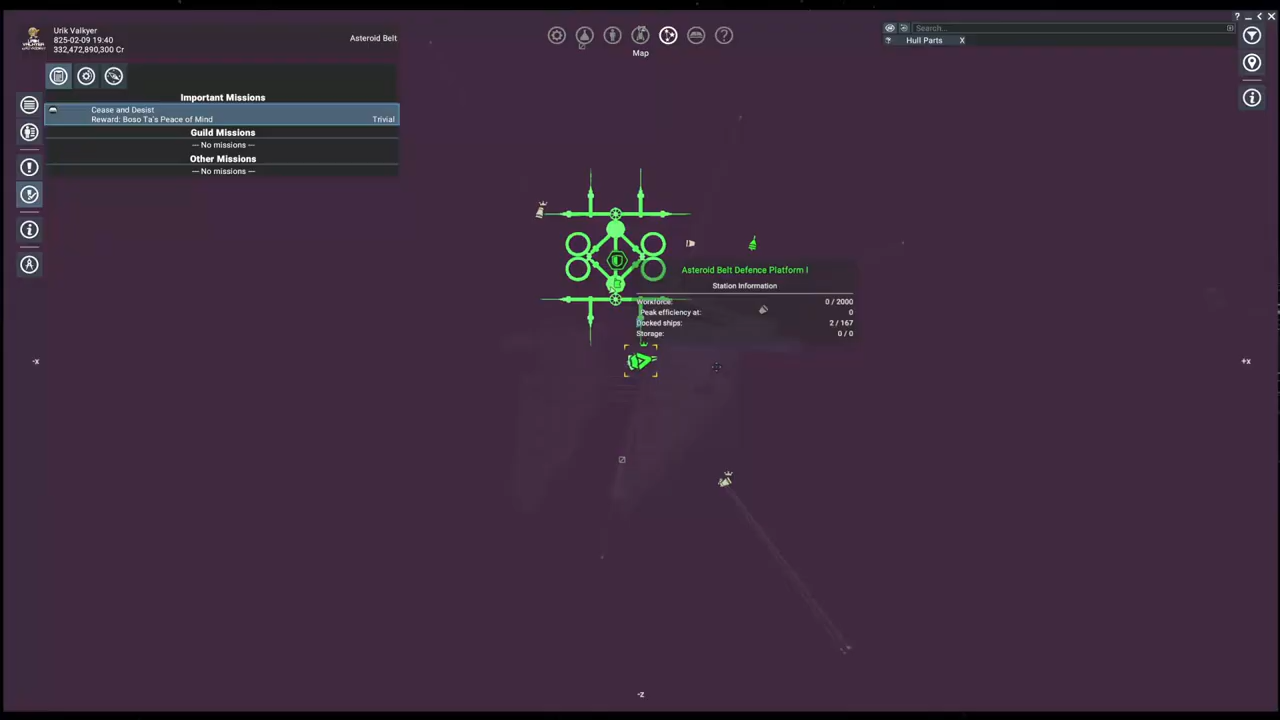 Urik Valkyer
825-02-09 19:40
332,472,890,300 Cr
Asteroid Belt
Map
Search...
? Hull Parts X
Important Missions
Cease and Desist
Reward: Boso Ta's Peace of Mind Trivial
Guild Missions
— No missions —
Other Missions
— No missions —
Asteroid Belt Defence Platform I
Station Information
Workforce: 0 / 2000
Peak efficiency at: 0
Docked ships: 2 / 167
Storage: 0 / 0
-x
+x
-z